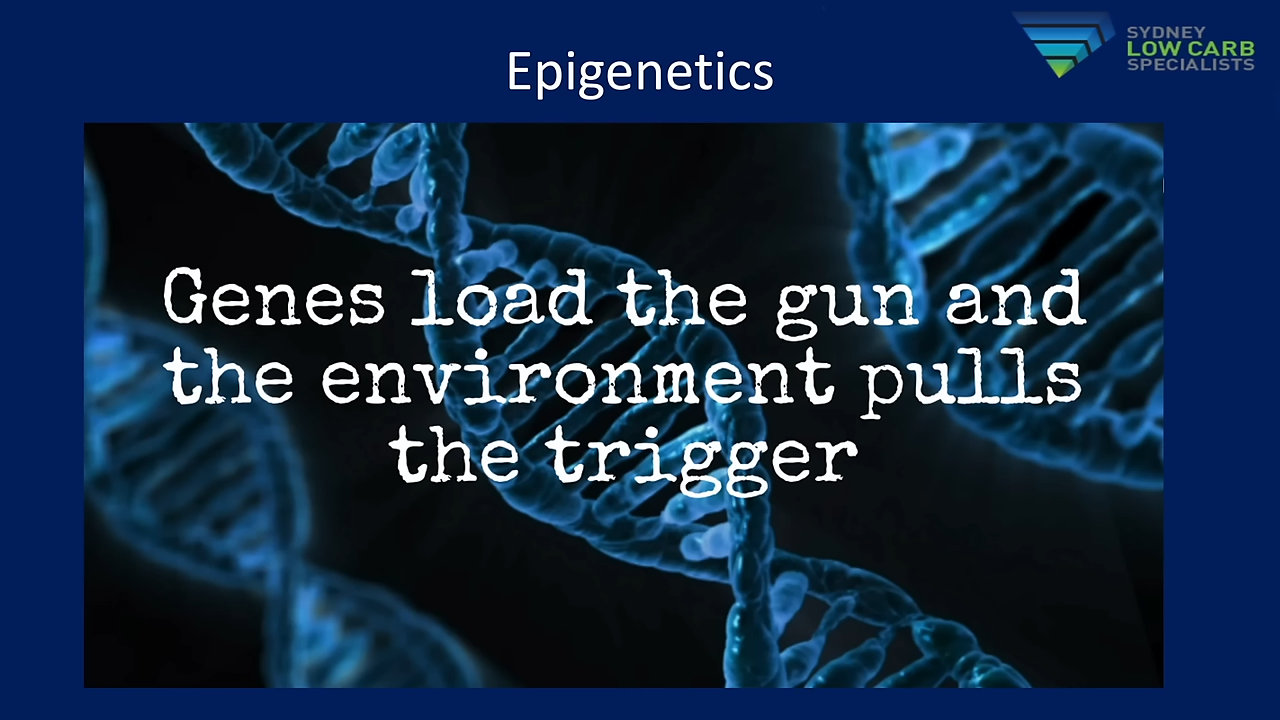 Epigenetics
SYDNEY
LOW CARB
SPECIALISTS
Genes load the gun and
the environment pulls
the trigger